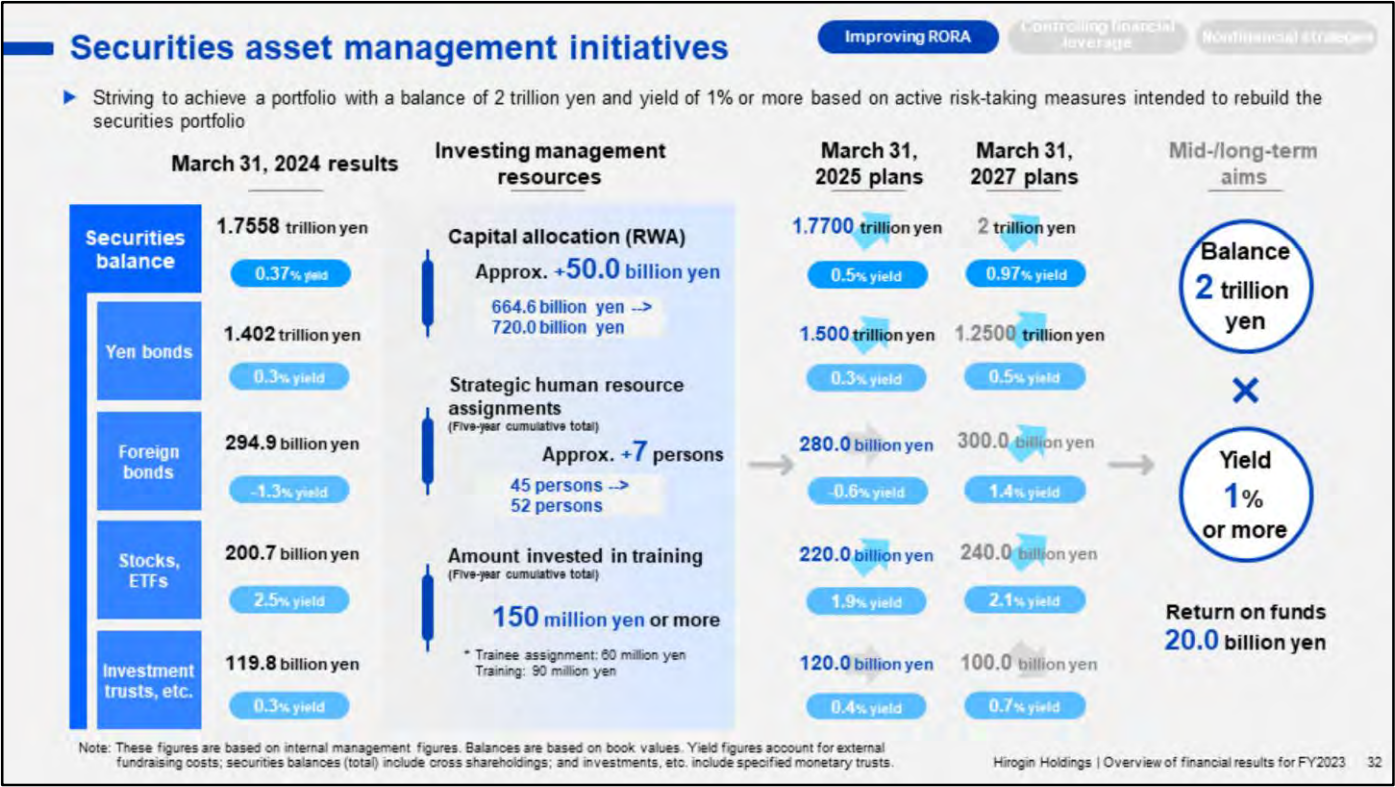 Securities asset management initiatives
Improving RORA
Controlling financial
leverage
Nonfinancial strategies
▶ Striving to achieve a portfolio with a balance of 2 trillion yen and yield of 1% or more based on active risk-taking measures intended to rebuild the
securities portfolio
March 31, 2024 results
Investing management
resources
March 31,
2025 plans
March 31,
2027 plans
Mid-/long-term
aims
Securities
balance
1.7558 trillion yen
0.37% yield
Yen bonds
1.402 trillion yen
0.3% yield
Foreign
bonds
294.9 billion yen
-1.3% yield
Stocks,
ETFs
200.7 billion yen
2.5% yield
Investment
trusts, etc.
119.8 billion yen
0.3% yield
Capital allocation (RWA)
Approx. +50.0 billion yen
664.6 billion yen -->
720.0 billion yen
Strategic human resource
assignments
(Five-year cumulative total)
Approx. +7 persons
45 persons -->
52 persons
Amount invested in training
(Five-year cumulative total)
150 million yen or more
* Trainee assignment: 60 million yen
Training: 90 million yen
1.7700 trillion yen
0.5% yield
1.500 trillion yen
0.3% yield
280.0 billion yen
-0.6% yield
220.0 billion yen
1.9% yield
120.0 billion yen
0.4% yield
2 trillion yen
0.97% yield
1.2500 trillion yen
0.5% yield
300.0 billion yen
1.4% yield
240.0 billion yen
2.1% yield
100.0 billion yen
0.7% yield
Balance
2 trillion
yen
×
Yield
1%
or more
Return on funds
20.0 billion yen
Note: These figures are based on internal management figures. Balances are based on book values. Yield figures account for external
fundraising costs; securities balances (total) include cross shareholdings; and investments, etc. include specified monetary trusts.
Hirogin Holdings | Overview of financial results for FY2023 32